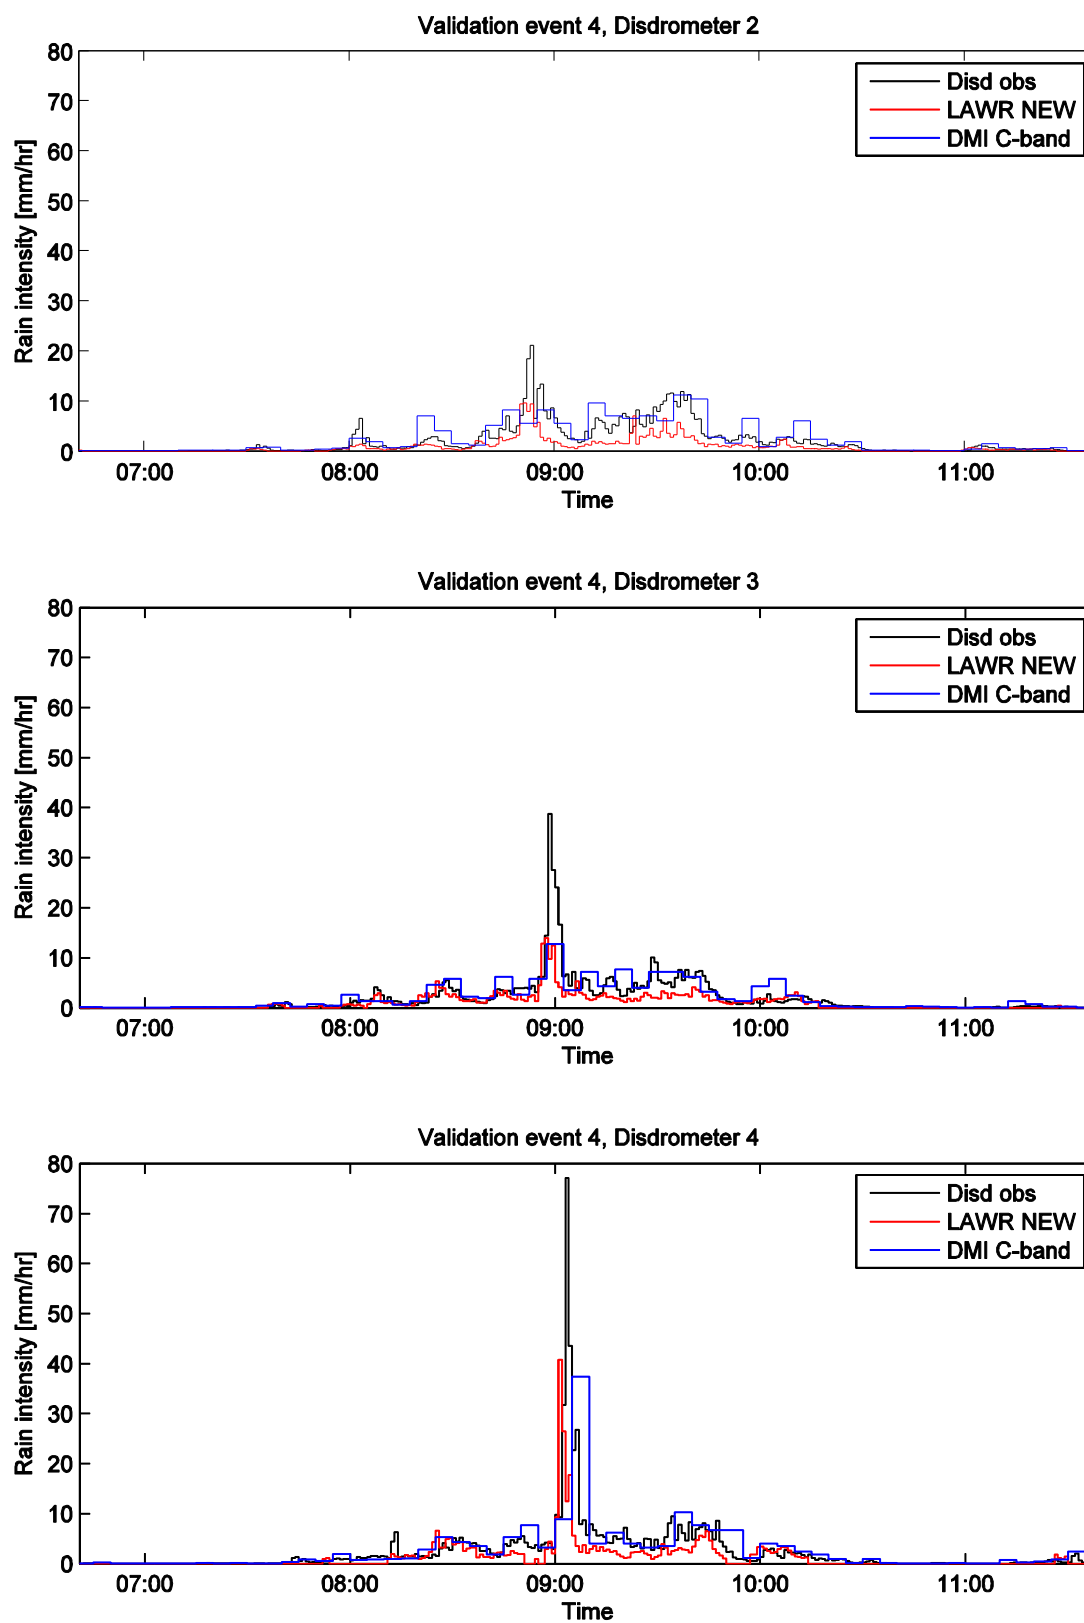 Validation event 4, Disdrometer 2
80
70
60
50
40
30
20
10
0
Rain intensity [mm/hr]
Disd obs
LAWR NEW
DMI C-band
07:00 08:00 09:00 10:00 11:00
Time
Validation event 4, Disdrometer 3
80
70
60
50
40
30
20
10
0
Rain intensity [mm/hr]
Disd obs
LAWR NEW
DMI C-band
07:00 08:00 09:00 10:00 11:00
Time
Validation event 4, Disdrometer 4
80
70
60
50
40
30
20
10
0
Rain intensity [mm/hr]
Disd obs
LAWR NEW
DMI C-band
07:00 08:00 09:00 10:00 11:00
Time